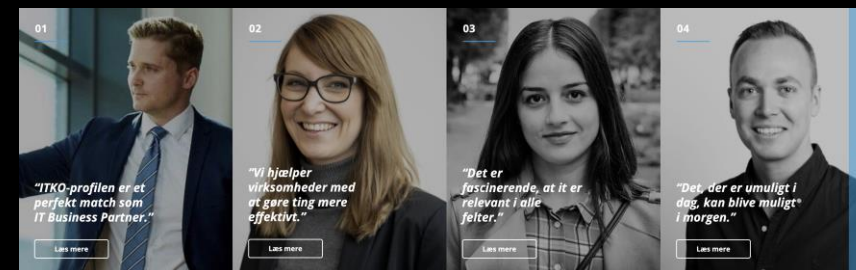 01
"ITKO-profilen er et
perfekt match som
IT Business Partner."
Læs mere
02
"Vi hjælper
virksomheder med
at gøre ting mere
effektivt."
Læs mere
03
"Det er
fascinerende, at it er
relevant i alle
felter."
Læs mere
04
"Det, der er umuligt i
dag, kan blive muligt
i morgen."
Læs mere